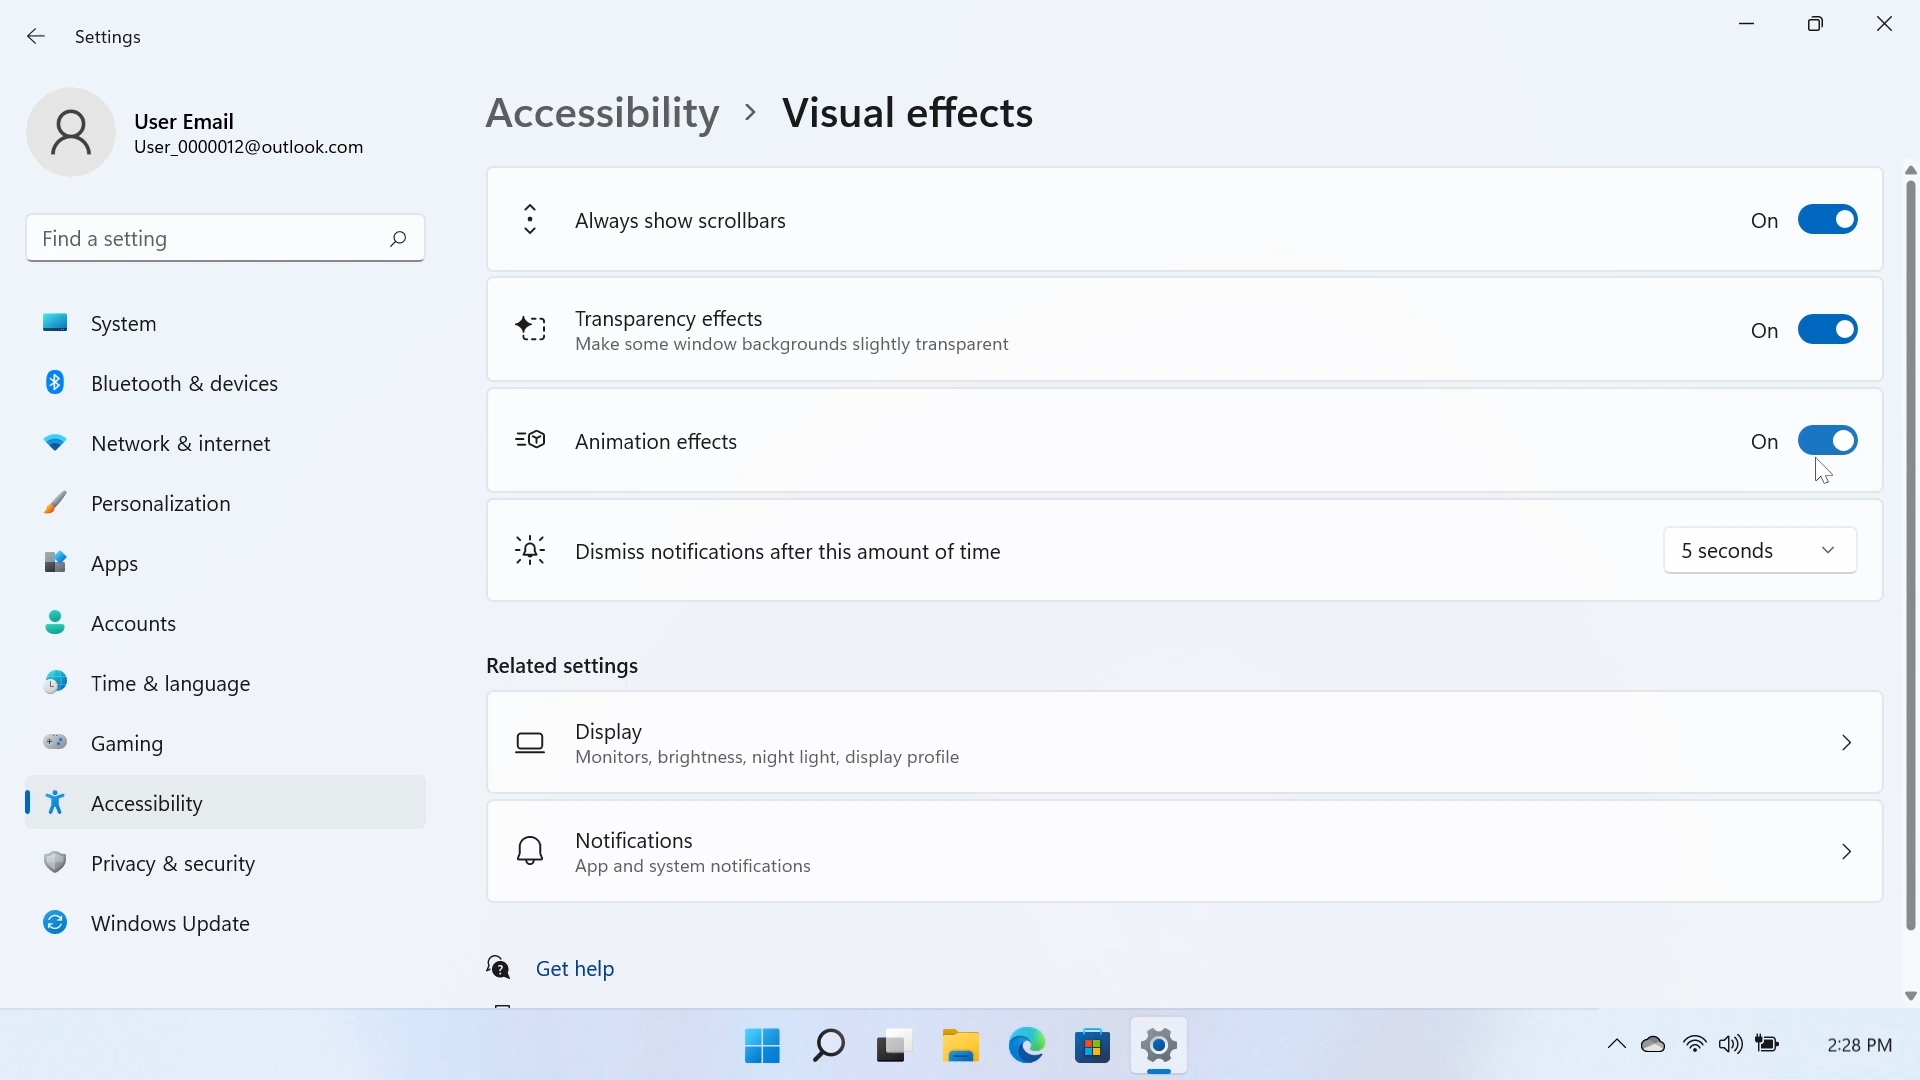 Settings
User Email
User_0000012@outlook.com
Find a setting
System
Bluetooth & devices
Network & internet
Personalization
Apps
Accounts
Time & language
Gaming
Accessibility
Privacy & security
Windows Update
Accessibility > Visual effects
Always show scrollbars
On
Transparency effects
Make some window backgrounds slightly transparent
On
Animation effects
On
Dismiss notifications after this amount of time
5 seconds
Related settings
Display
Monitors, brightness, night light, display profile
Notifications
App and system notifications
Get help
2:28 PM